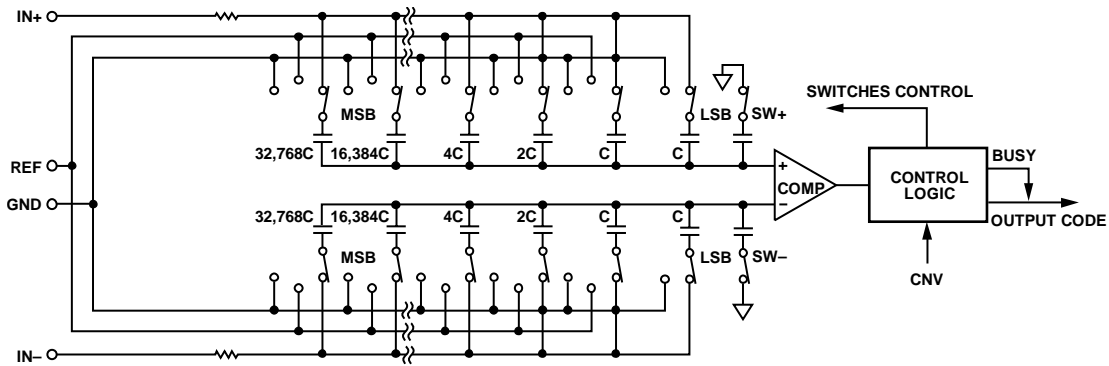 IN+
SWITCHES CONTROL
MSB
LSB
SW+
32,768C
16,384C
4C
2C
C
C
BUSY
REF
+
COMP
−
CONTROL
LOGIC
GND
OUTPUT CODE
32,768C
16,384C
4C
2C
C
C
MSB
LSB
SW–
CNV
IN–